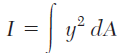 I = ∫ y² dA